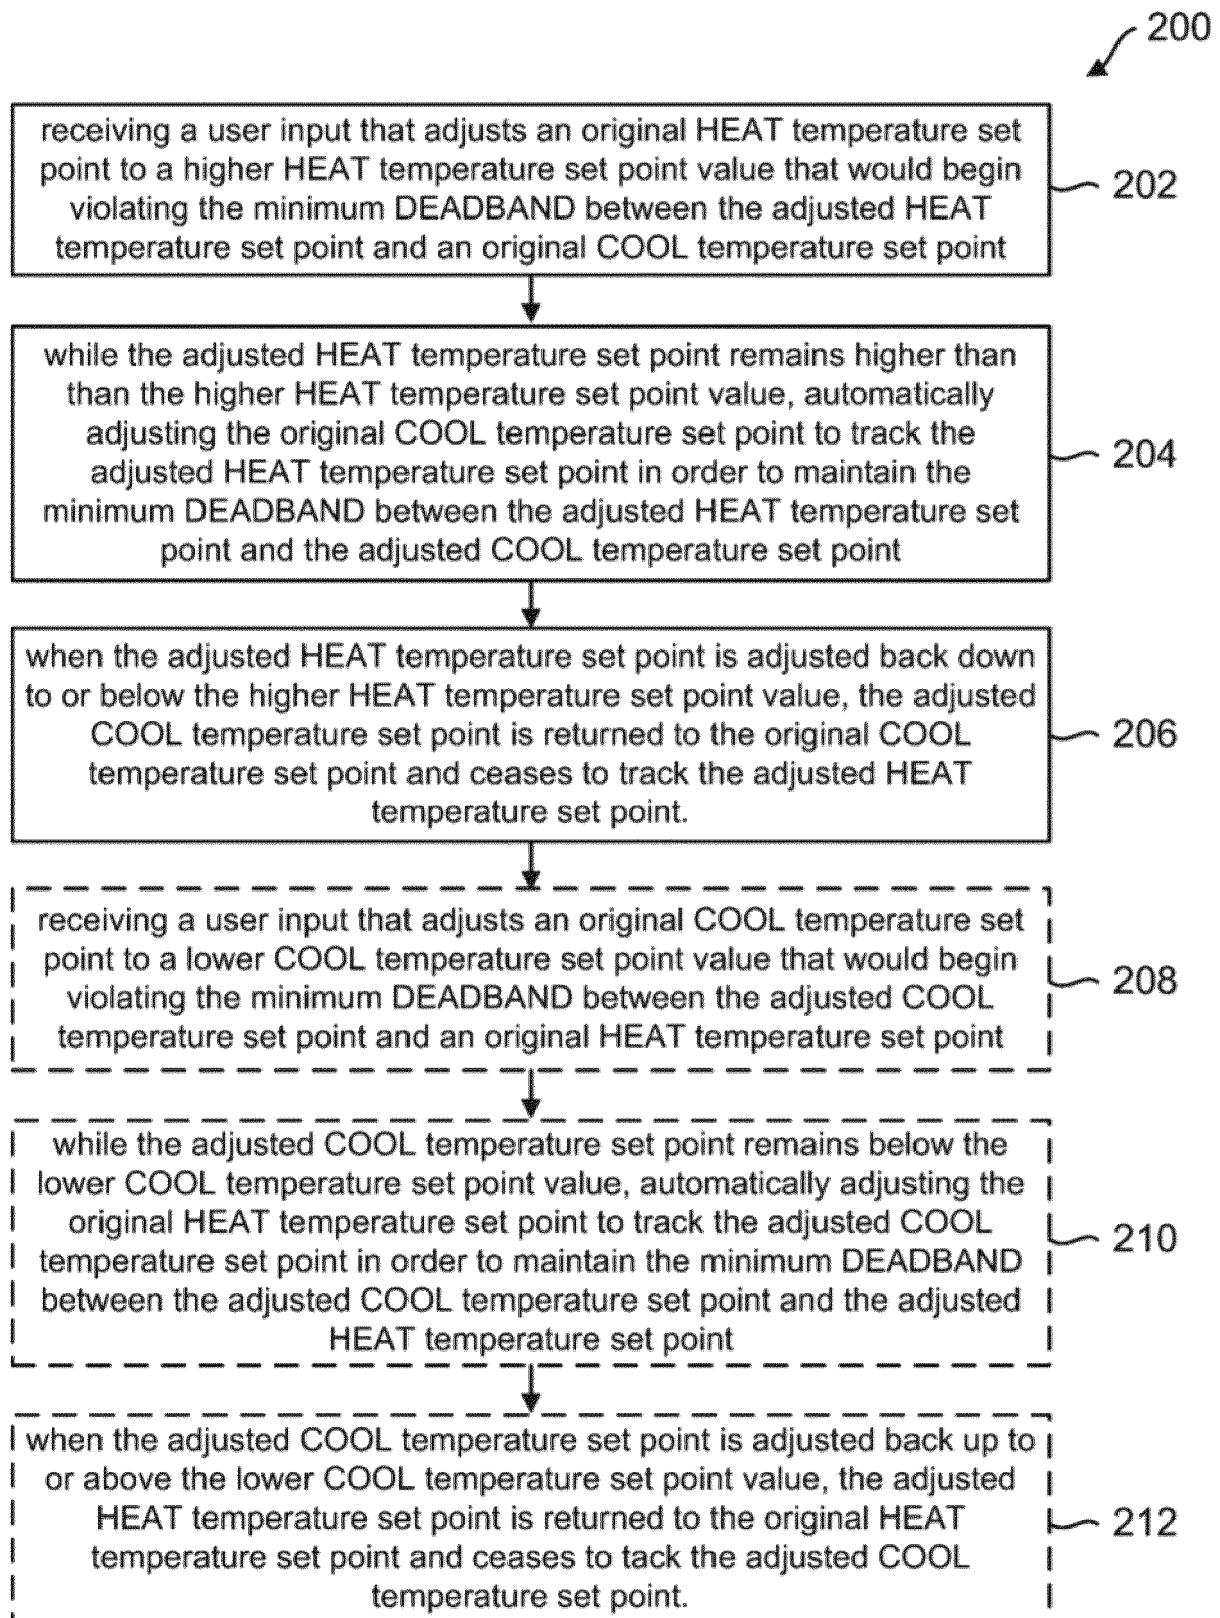 200
receiving a user input that adjusts an original HEAT temperature set
point to a higher HEAT temperature set point value that would begin
violating the minimum DEADBAND between the adjusted HEAT
temperature set point and an original COOL temperature set point
202
while the adjusted HEAT temperature set point remains higher than
than the higher HEAT temperature set point value, automatically
adjusting the original COOL temperature set point to track the
adjusted HEAT temperature set point in order to maintain the
minimum DEADBAND between the adjusted HEAT temperature set
point and the adjusted COOL temperature set point
204
when the adjusted HEAT temperature set point is adjusted back down
to or below the higher HEAT temperature set point value, the adjusted
COOL temperature set point is returned to the original COOL
temperature set point and ceases to track the adjusted HEAT
temperature set point.
206
receiving a user input that adjusts an original COOL temperature set
point to a lower COOL temperature set point value that would begin
violating the minimum DEADBAND between the adjusted COOL
temperature set point and an original HEAT temperature set point
208
while the adjusted COOL temperature set point remains below the
lower COOL temperature set point value, automatically adjusting the
original HEAT temperature set point to track the adjusted COOL
temperature set point in order to maintain the minimum DEADBAND
between the adjusted COOL temperature set point and the adjusted
HEAT temperature set point
210
when the adjusted COOL temperature set point is adjusted back up to
or above the lower COOL temperature set point value, the adjusted
HEAT temperature set point is returned to the original HEAT
temperature set point and ceases to tack the adjusted COOL
temperature set point.
212